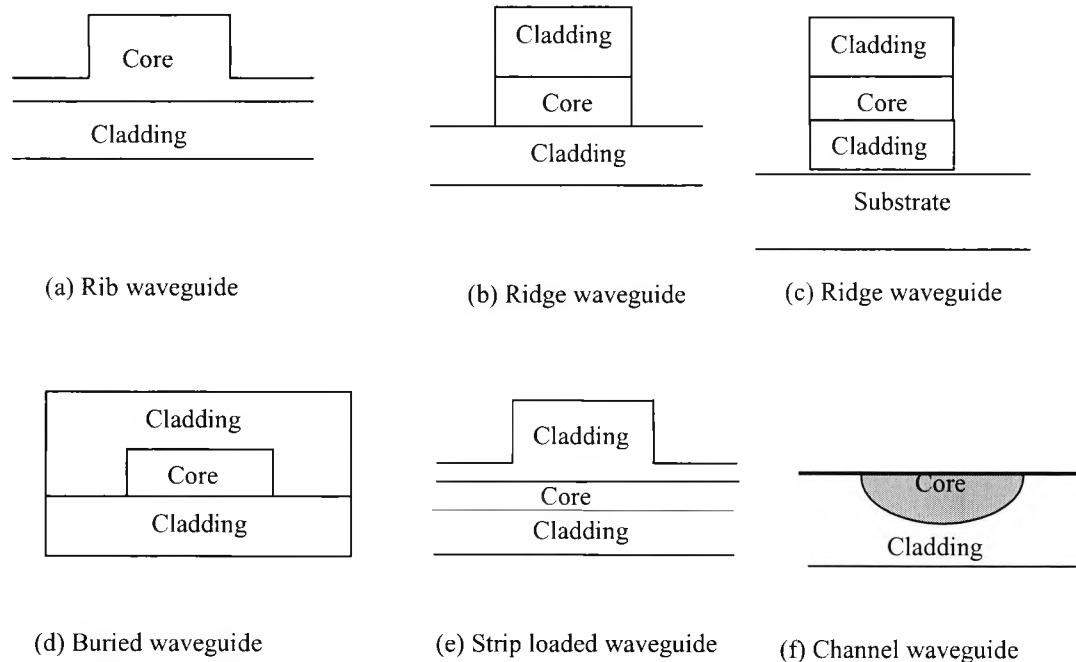 Core
Cladding
(a) Rib waveguide
Cladding
Core
Cladding
(b) Ridge waveguide
Cladding
Core
Cladding
Substrate
(c) Ridge waveguide
Cladding
Core
Cladding
(d) Buried waveguide
Cladding
Core
Cladding
(e) Strip loaded waveguide
Core
Cladding
(f) Channel waveguide